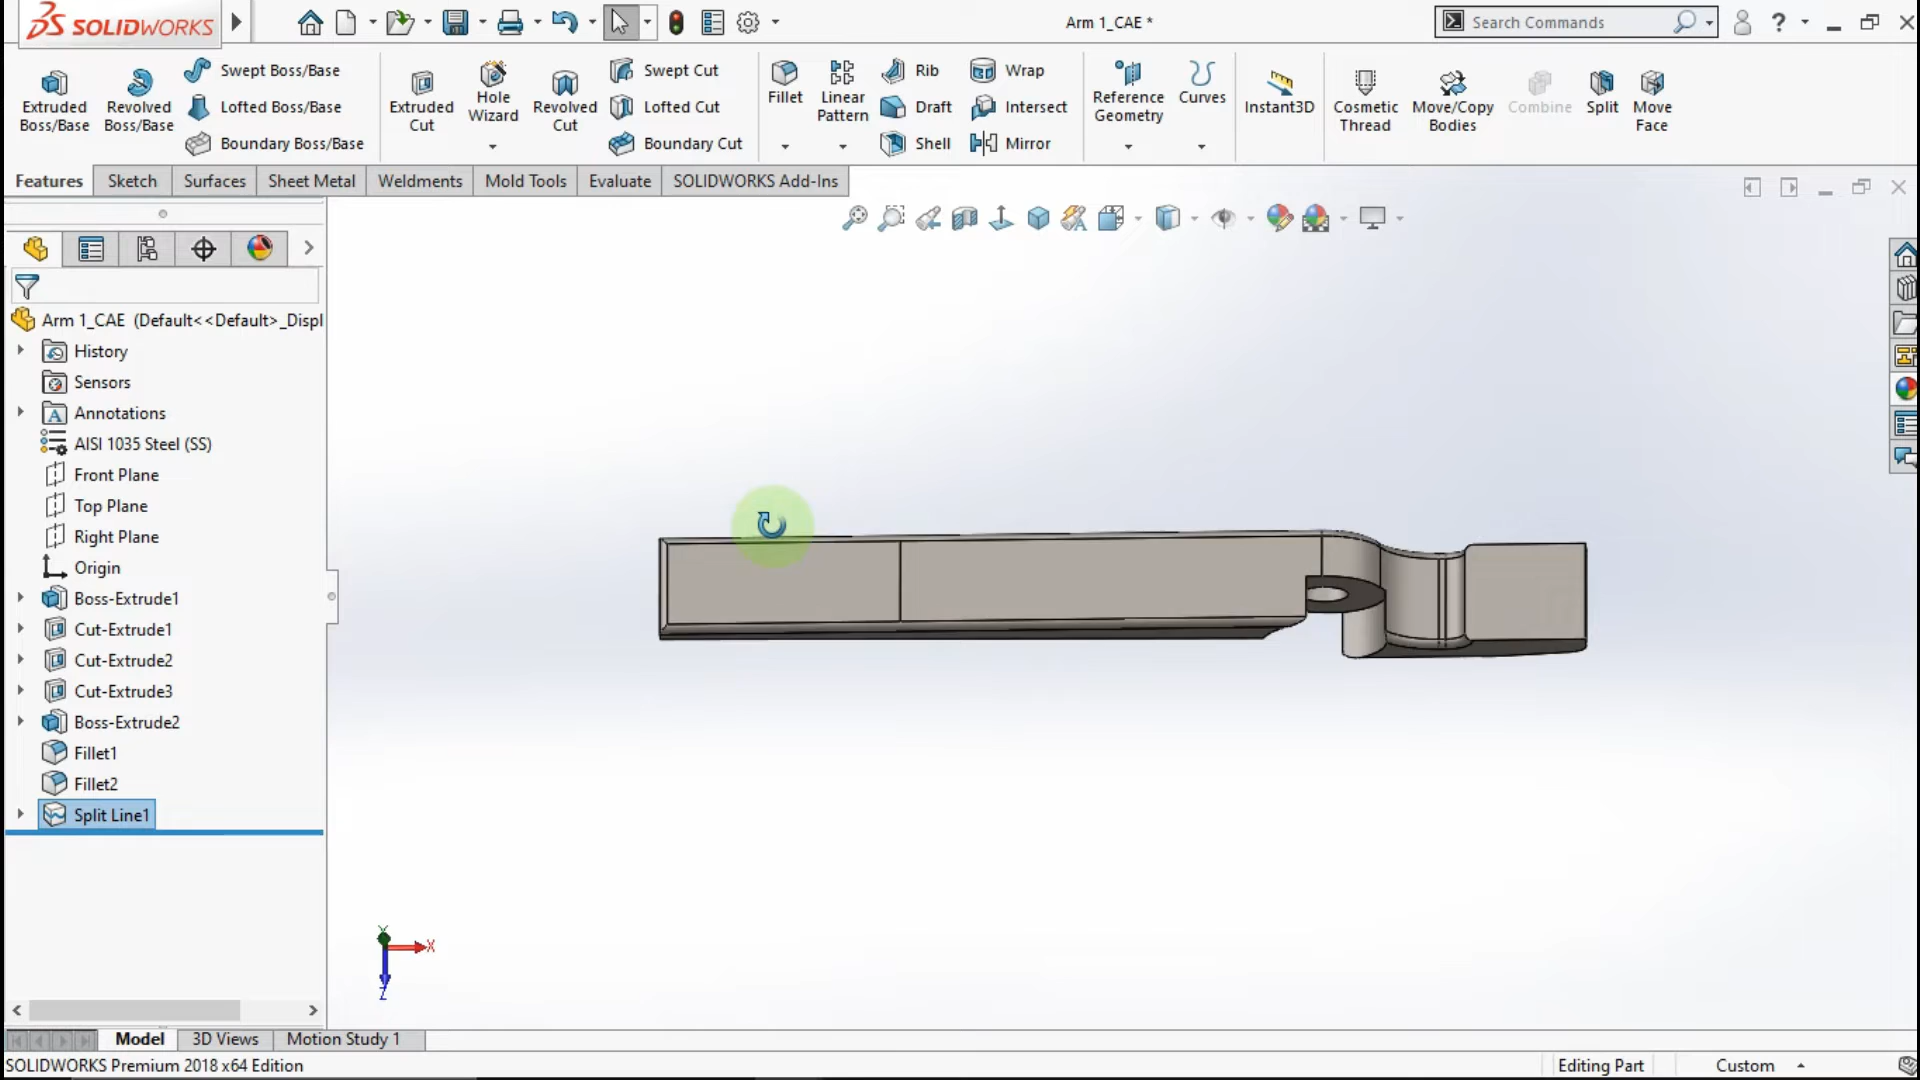 SOLIDWORKS
Arm 1_CAE *
Search Commands
?
Extruded Boss/Base
Revolved Boss/Base
Swept Boss/Base
Lofted Boss/Base
Boundary Boss/Base
Extruded Cut
Hole Wizard
Revolved Cut
Swept Cut
Lofted Cut
Boundary Cut
Fillet
Linear Pattern
Rib
Draft
Shell
Wrap
Intersect
Mirror
Reference Geometry
Curves
Instant3D
Cosmetic Thread
Move/Copy Bodies
Combine
Split
Move Face
Features
Sketch
Surfaces
Sheet Metal
Weldments
Mold Tools
Evaluate
SOLIDWORKS Add-Ins
Arm 1_CAE (Default<<Default>_Displ
History
Sensors
Annotations
AISI 1035 Steel (SS)
Front Plane
Top Plane
Right Plane
Origin
Boss-Extrude1
Cut-Extrude1
Cut-Extrude2
Cut-Extrude3
Boss-Extrude2
Fillet1
Fillet2
Split Line1
Y
X
Z
Model
3D Views
Motion Study 1
SOLIDWORKS Premium 2018 x64 Edition
Editing Part
Custom